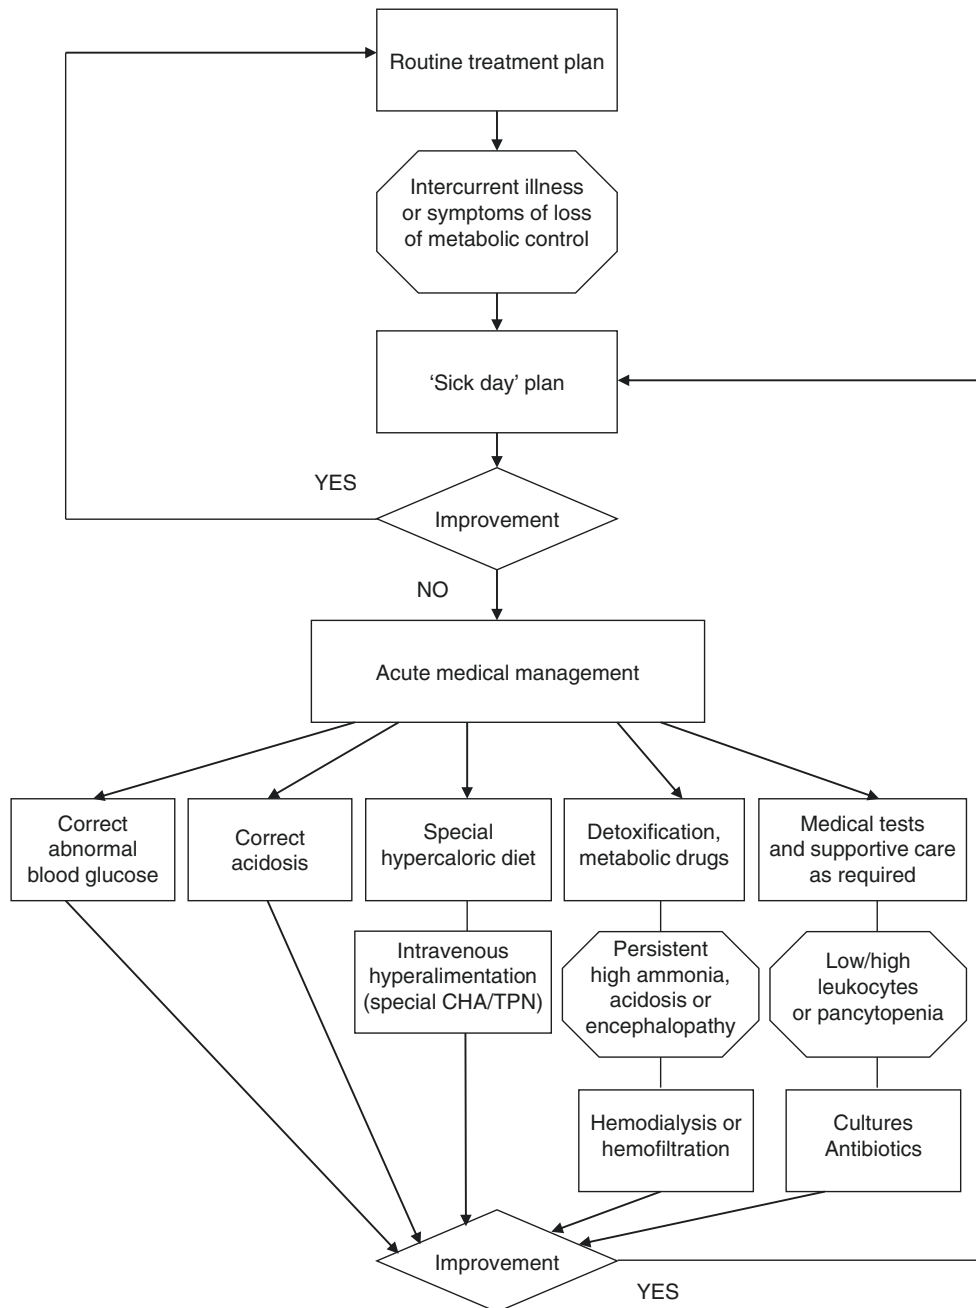 Routine treatment plan
Intercurrent illness
or symptoms of loss
of metabolic control
‘Sick day’ plan
YES
Improvement
NO
Acute medical management
Correct
abnormal
blood glucose
Correct
acidosis
Special
hypercaloric diet
Detoxification,
metabolic drugs
Medical tests
and supportive care
as required
Intravenous
hyperalimentation
(special CHA/TPN)
Persistent
high ammonia,
acidosis or
encephalopathy
Low/high
leukocytes
or pancytopenia
Hemodialysis or
hemofiltration
Cultures
Antibiotics
Improvement
YES